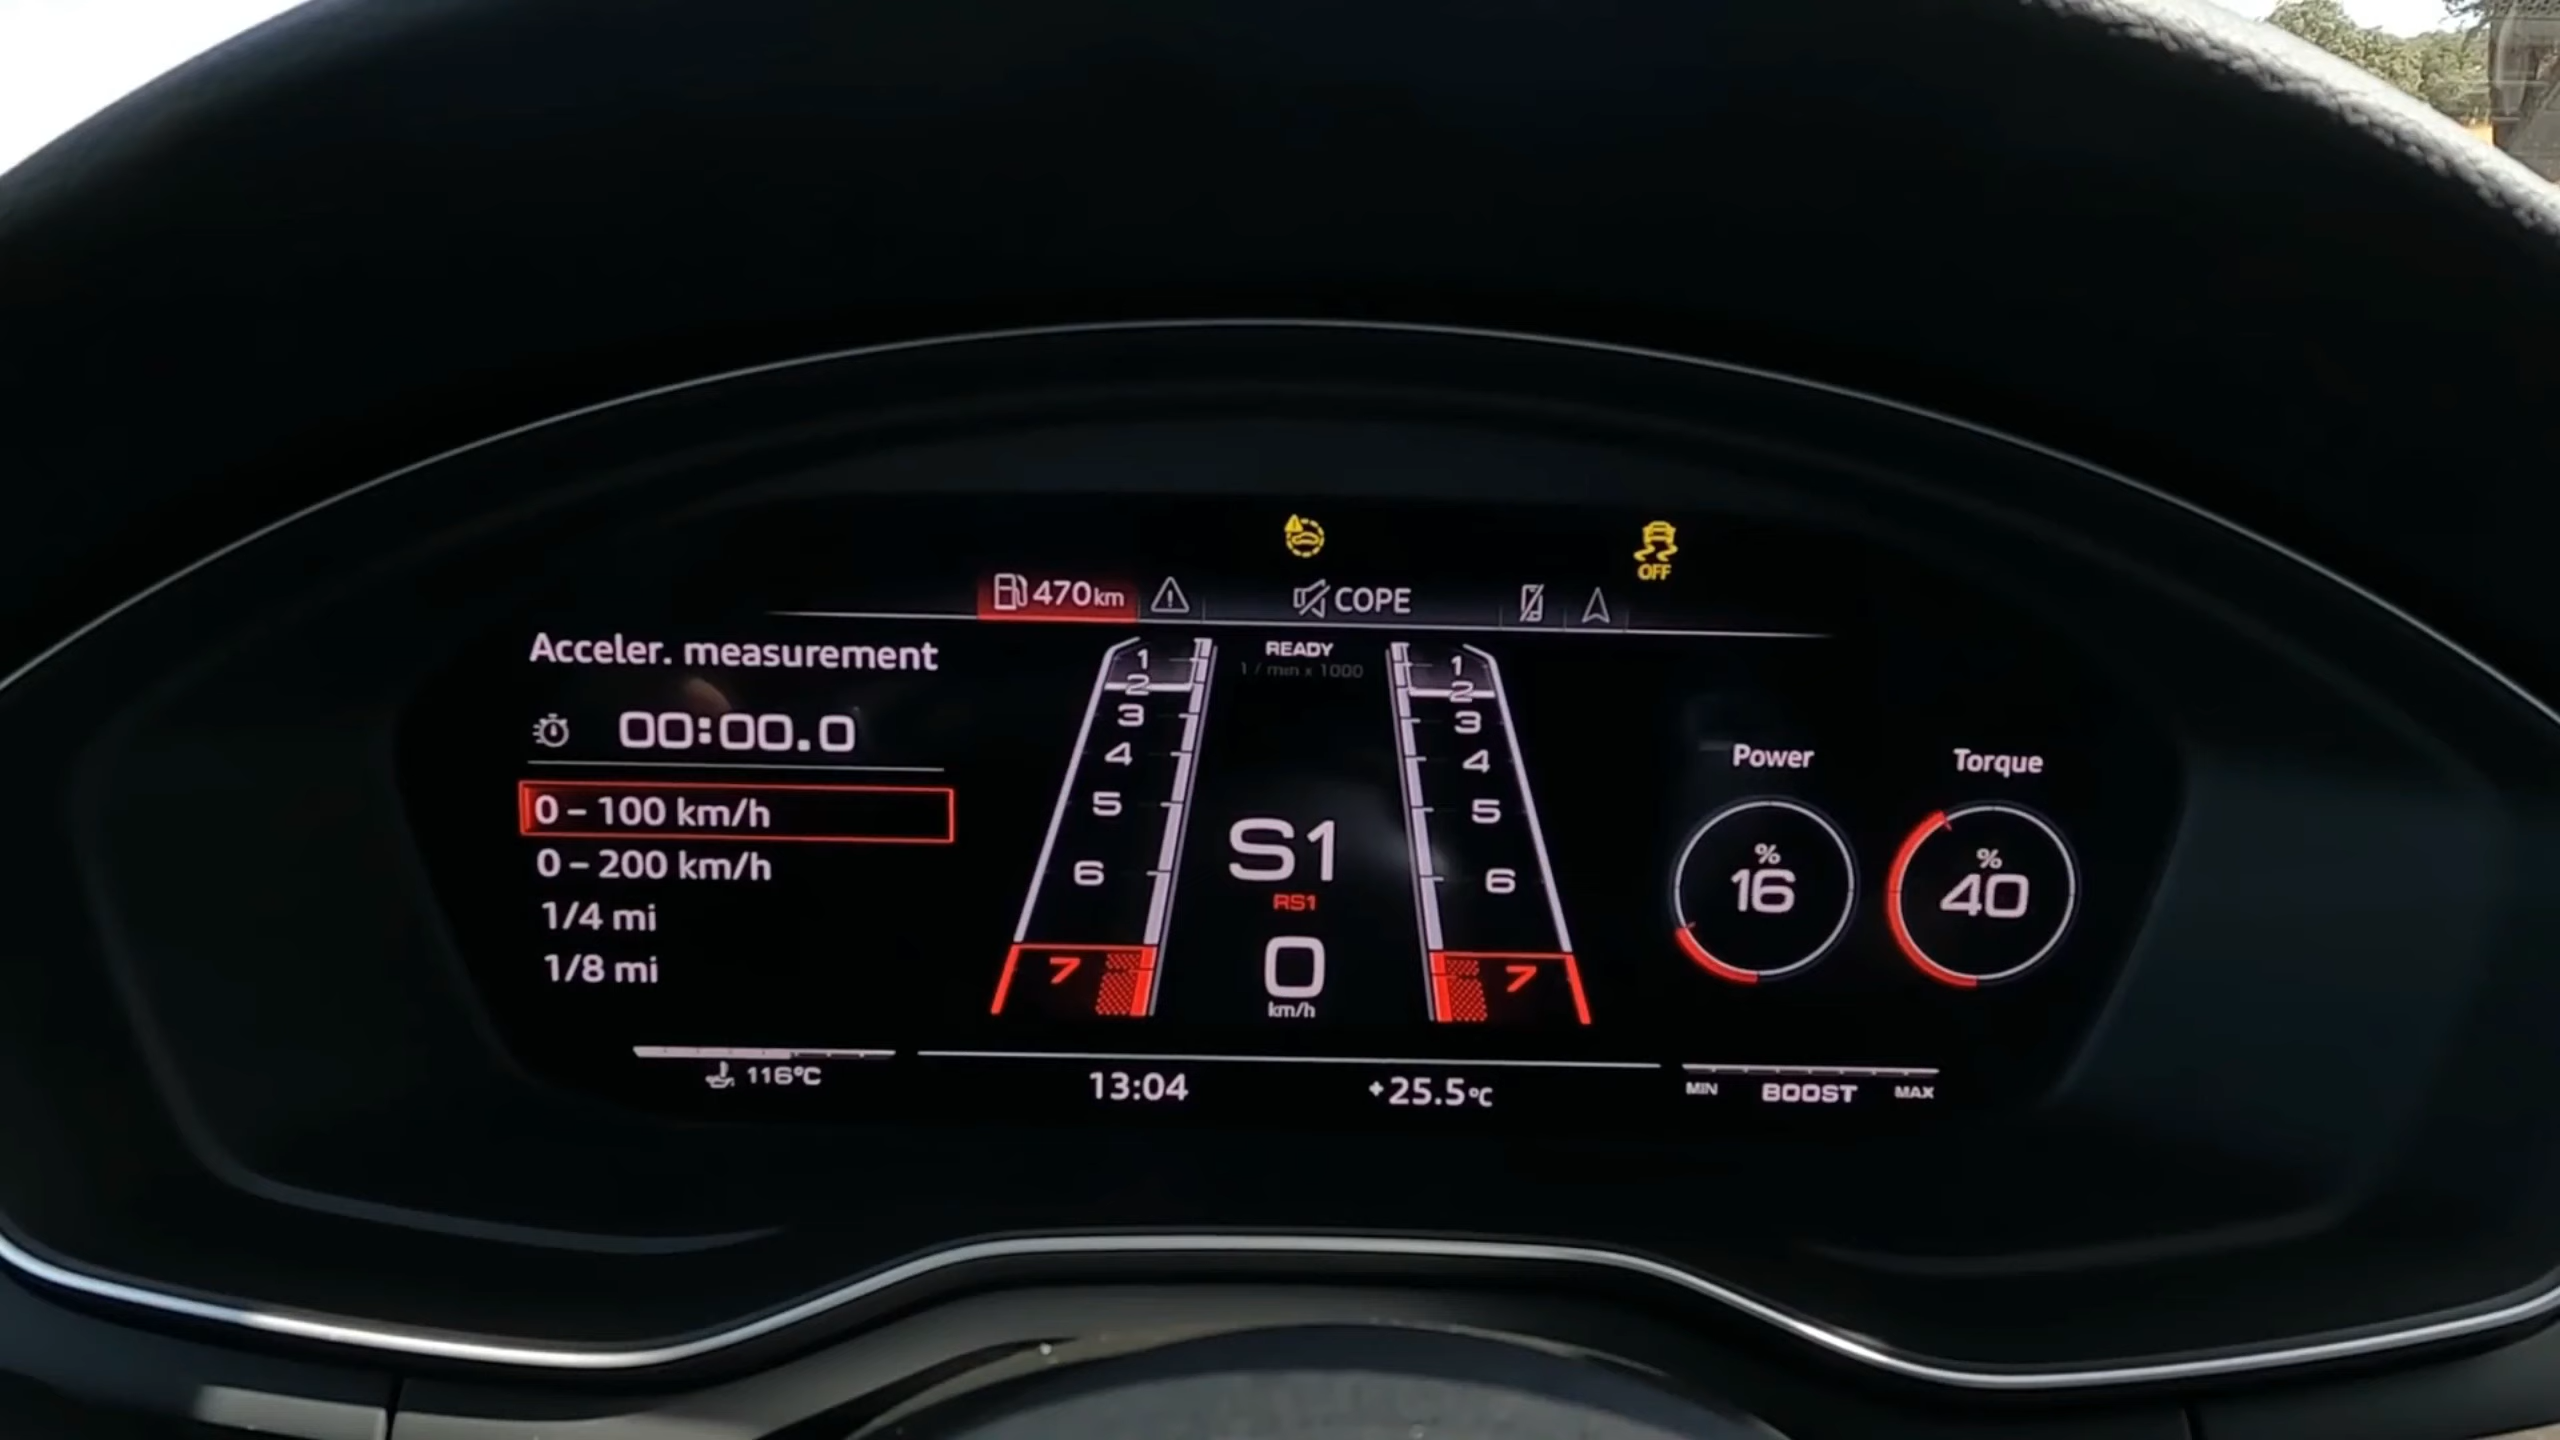 OFF
470km
COPE
Acceler. measurement
00:00.0
0 – 100 km/h
0 – 200 km/h
1/4 mi
1/8 mi
116°C
1
2
3
4
5
6
7
READY
1 / min x 1000
S1
RS1
0
km/h
1
2
3
4
5
6
7
13:04
+25.5°C
Power
%
16
Torque
%
40
MIN BOOST MAX